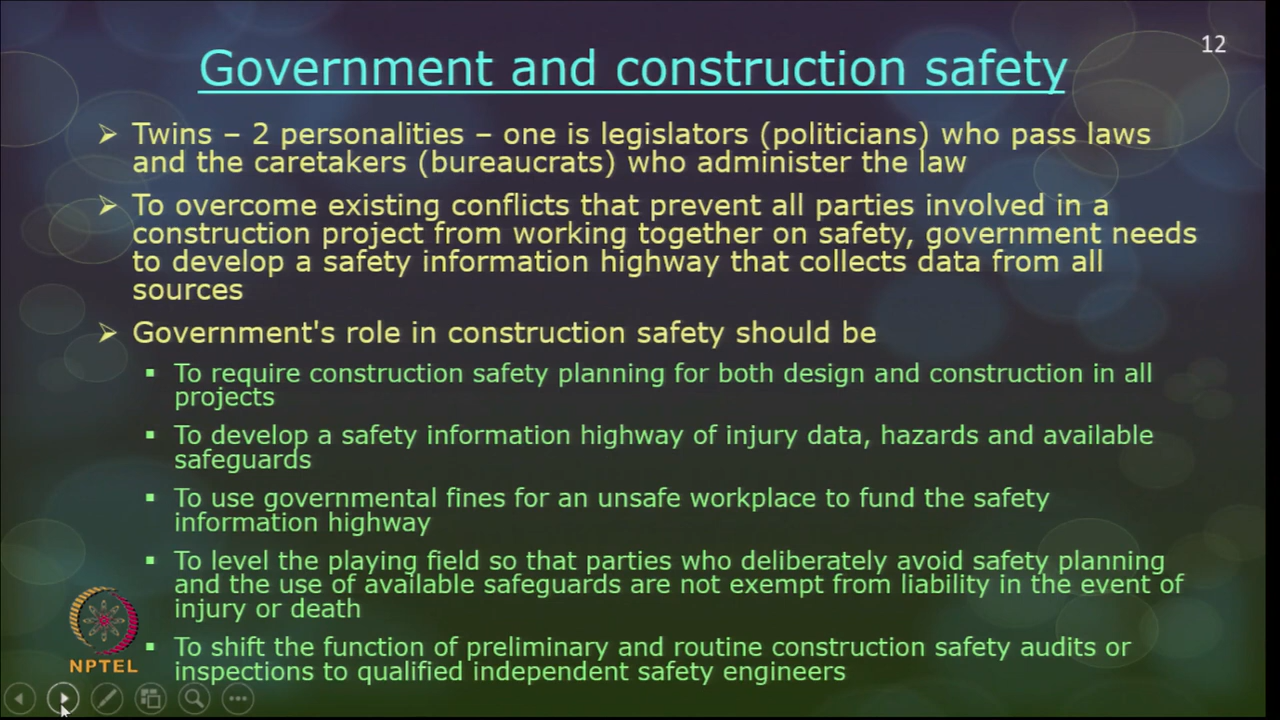 12
Government and construction safety
Twins – 2 personalities – one is legislators (politicians) who pass laws
and the caretakers (bureaucrats) who administer the law
To overcome existing conflicts that prevent all parties involved in a
construction project from working together on safety, government needs
to develop a safety information highway that collects data from all
sources
Government's role in construction safety should be
To require construction safety planning for both design and construction in all
projects
To develop a safety information highway of injury data, hazards and available
safeguards
To use governmental fines for an unsafe workplace to fund the safety
information highway
To level the playing field so that parties who deliberately avoid safety planning
and the use of available safeguards are not exempt from liability in the event of
injury or death
To shift the function of preliminary and routine construction safety audits or
inspections to qualified independent safety engineers
NPTEL